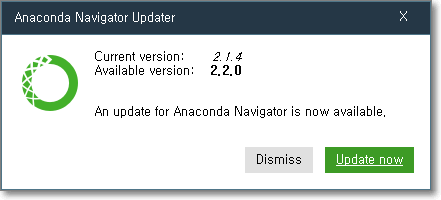 Anaconda Navigator Updater X
Current version: 2.1.4
Available version: 2.2.0
An update for Anaconda Navigator is now available.
Dismiss Update now